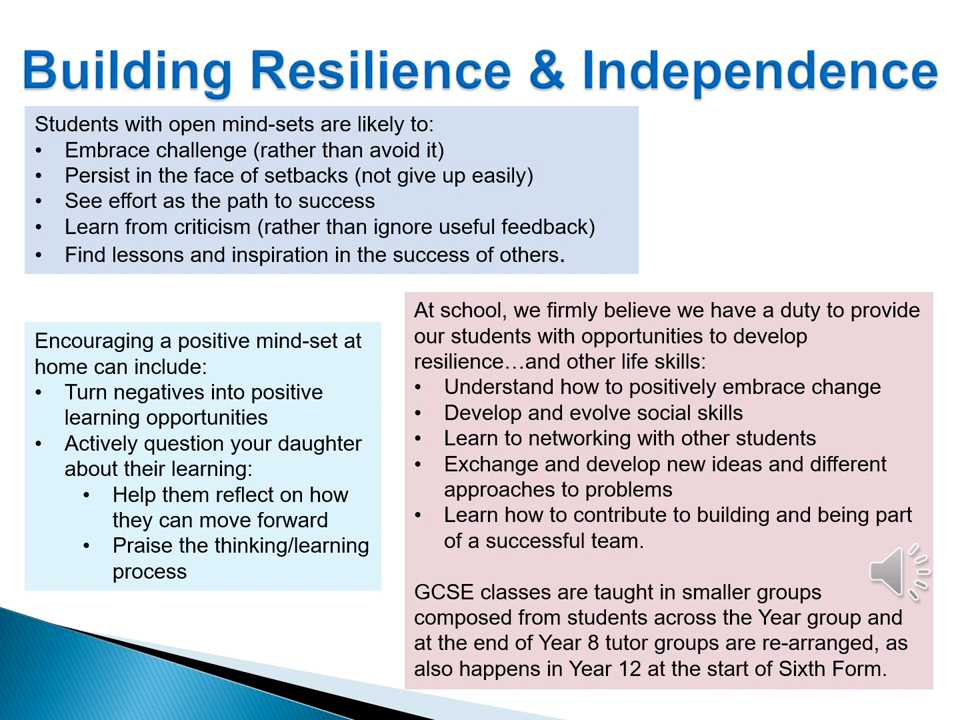 Building Resilience & Independence
Students with open mind-sets are likely to:
• Embrace challenge (rather than avoid it)
• Persist in the face of setbacks (not give up easily)
• See effort as the path to success
• Learn from criticism (rather than ignore useful feedback)
• Find lessons and inspiration in the success of others.
Encouraging a positive mind-set at
home can include:
• Turn negatives into positive
learning opportunities
• Actively question your daughter
about their learning:
• Help them reflect on how
they can move forward
• Praise the thinking/learning
process
At school, we firmly believe we have a duty to provide
our students with opportunities to develop
resilience…and other life skills:
• Understand how to positively embrace change
• Develop and evolve social skills
• Learn to networking with other students
• Exchange and develop new ideas and different
approaches to problems
• Learn how to contribute to building and being part
of a successful team.
GCSE classes are taught in smaller groups
composed from students across the Year group and
at the end of Year 8 tutor groups are re-arranged, as
also happens in Year 12 at the start of Sixth Form.